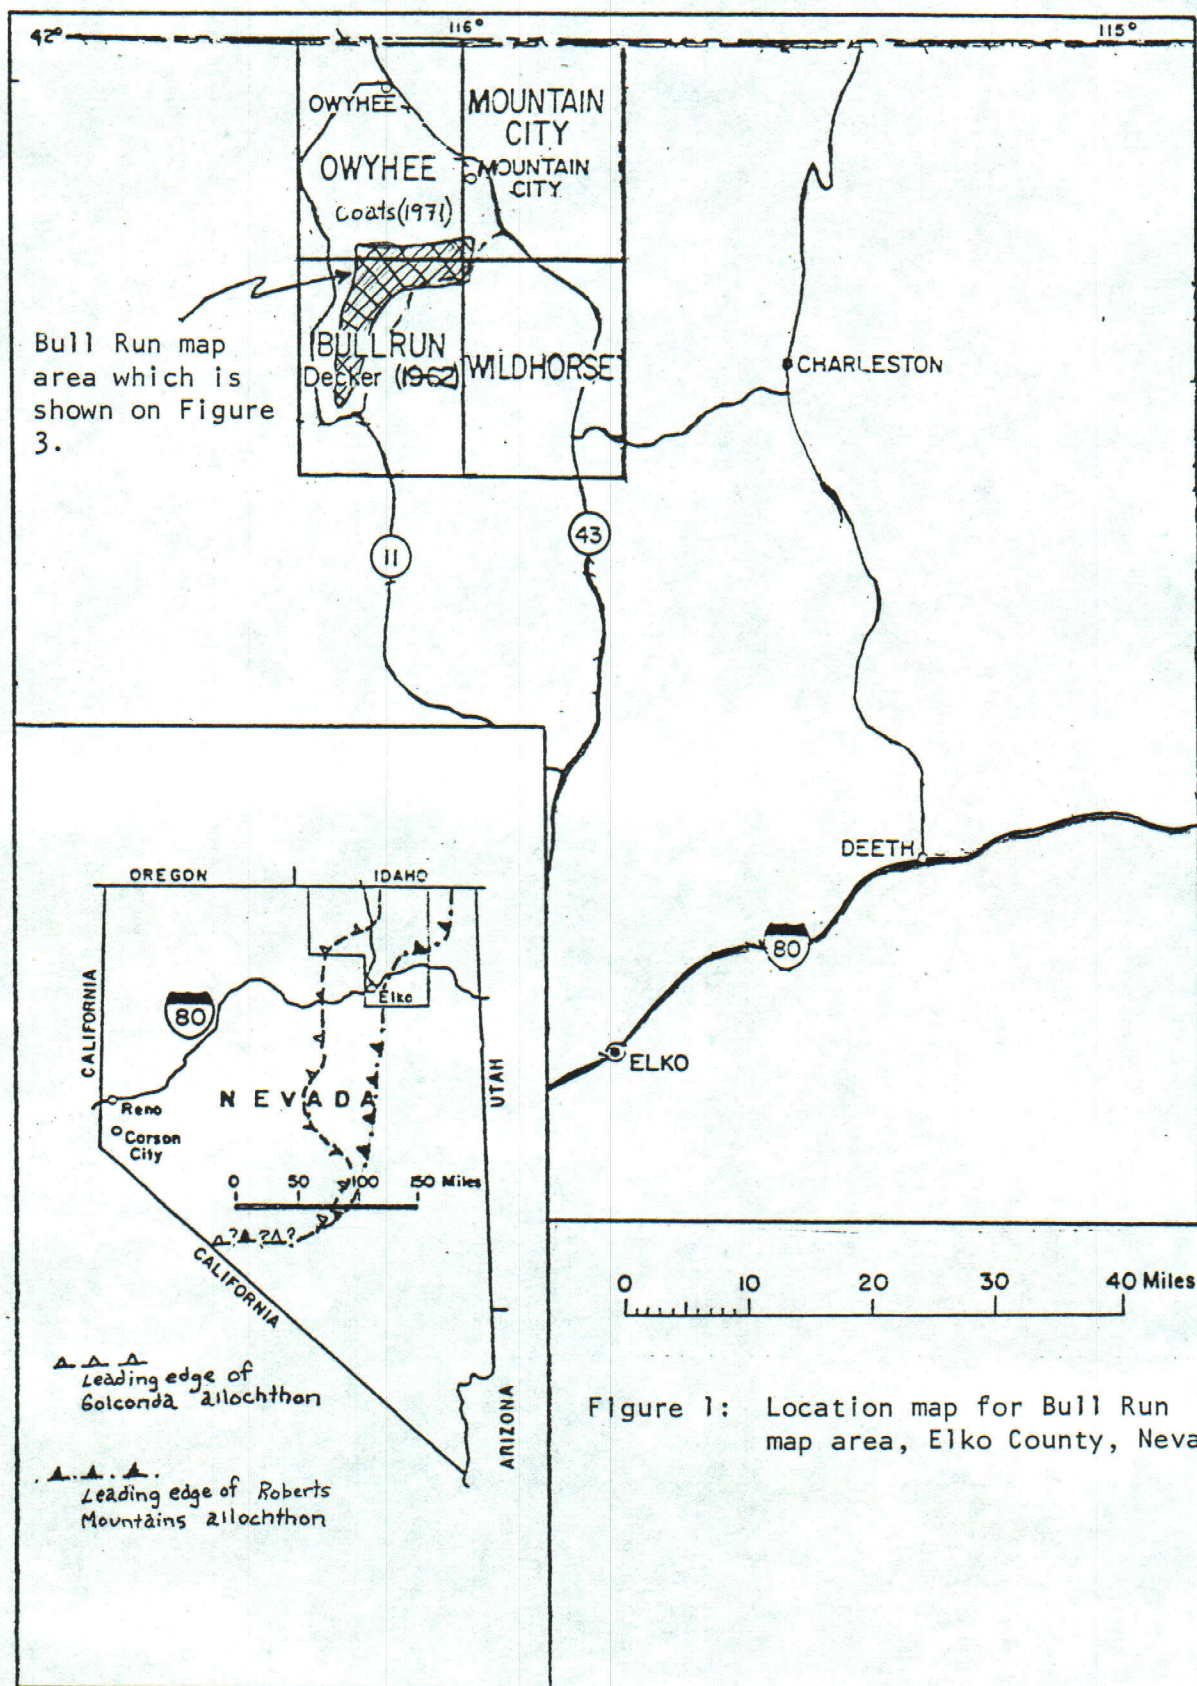 42°
116°
115°
OWYHEE
MOUNTAIN
CITY
OWYHEE
MOUNTAIN
CITY
Coats(1971)
Bull Run map
area which is
shown on Figure
3.
BULL RUN
Decker (1962)
WILDHORSE
CHARLESTON
11
43
DEETH
80
ELKO
OREGON
IDAHO
CALIFORNIA
80
Elko
UTAH
NEVADA
Reno
Carson
City
0 50 100 150 Miles
?
?
?
CALIFORNIA
ARIZONA
Leading edge of
Golconda allochthon
Leading edge of Roberts
Mountains allochthon
0 10 20 30 40 Miles
Figure 1: Location map for Bull Run
map area, Elko County, Neva